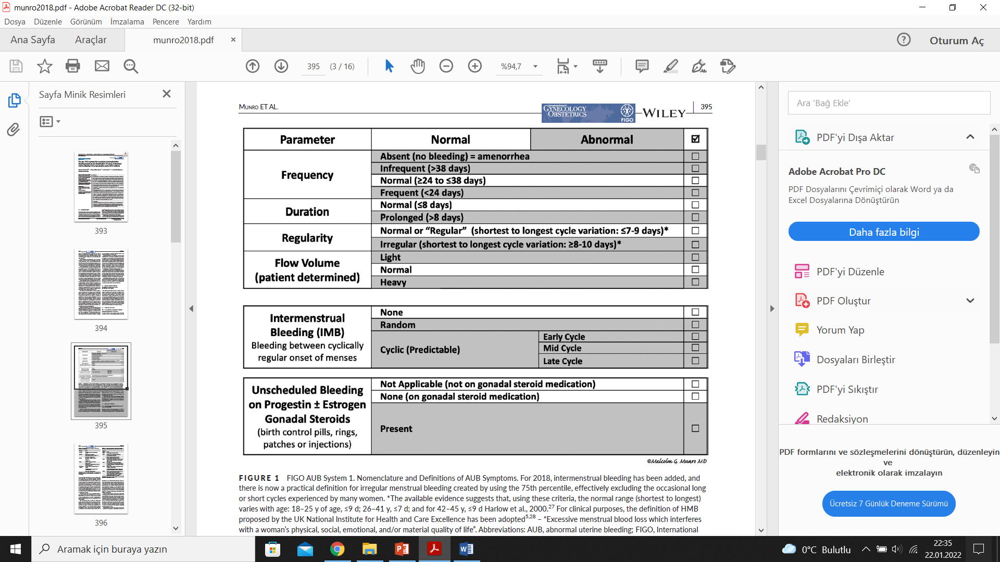 munro2018.pdf - Adobe Acrobat Reader DC (32-bit)
Dosya Düzenle Görünüm İmzalama Pencere Yardım
Ana Sayfa Araçlar munro2018.pdf × Oturum Aç
395 (3 / 16) %94,7
Sayfa Minik Resimleri
393
394
395
396
MUNRO ET AL.
International Journal of
GYNECOLOGY
OBSTETRICS
FIGO
WILEY
395
Parameter Normal Abnormal
Frequency
Absent (no bleeding) = amenorrhea
Infrequent (>38 days)
Normal (≥24 to ≤38 days)
Frequent (<24 days)
Duration
Normal (≤8 days)
Prolonged (>8 days)
Regularity
Normal or “Regular” (shortest to longest cycle variation: ≤7-9 days)*
Irregular (shortest to longest cycle variation: ≥8-10 days)*
Flow Volume
(patient determined)
Light
Normal
Heavy
Intermenstrual
Bleeding (IMB)
Bleeding between cyclically
regular onset of menses
None
Random
Cyclic (Predictable)
Early Cycle
Mid Cycle
Late Cycle
Unscheduled Bleeding
on Progestin ± Estrogen
Gonadal Steroids
(birth control pills, rings,
patches or injections)
Not Applicable (not on gonadal steroid medication)
None (on gonadal steroid medication)
Present
©Malcolm G. Munro MD
FIGURE 1 FIGO AUB System 1. Nomenclature and Definitions of AUB Symptoms. For 2018, intermenstrual bleeding has been added, and
there is now a practical definition for irregular menstrual bleeding created by using the 75th percentile, effectively excluding the occasional long
or short cycles experienced by many women. *The available evidence suggests that, using these criteria, the normal range (shortest to longest)
varies with age: 18–25 y of age, ≤9 d; 26–41 y, ≤7 d; and for 42–45 y, ≤9 d Harlow et al., 2000.27 For clinical purposes, the definition of HMB
proposed by the UK National Institute for Health and Care Excellence has been adopted5,28 – “Excessive menstrual blood loss which interferes
with a woman’s physical, social, emotional, and/or material quality of life”. Abbreviations: AUB, abnormal uterine bleeding; FIGO, International
Ara 'Bağ Ekle'
PDF'yi Dışa Aktar
Adobe Acrobat Pro DC
PDF Dosyalarını Çevrimiçi olarak Word ya da
Excel Dosyalarına Dönüştürün
Daha fazla bilgi
PDF'yi Düzenle
PDF Oluştur
Yorum Yap
Dosyaları Birleştir
PDF'yi Sıkıştır
Redaksiyon
PDF formlarını ve sözleşmelerini dönüştürün, düzenleyin
ve
elektronik olarak imzalayın
Ücretsiz 7 Günlük Deneme Sürümü
Aramak için buraya yazın
0°C Bulutlu
22:35
22.01.2022